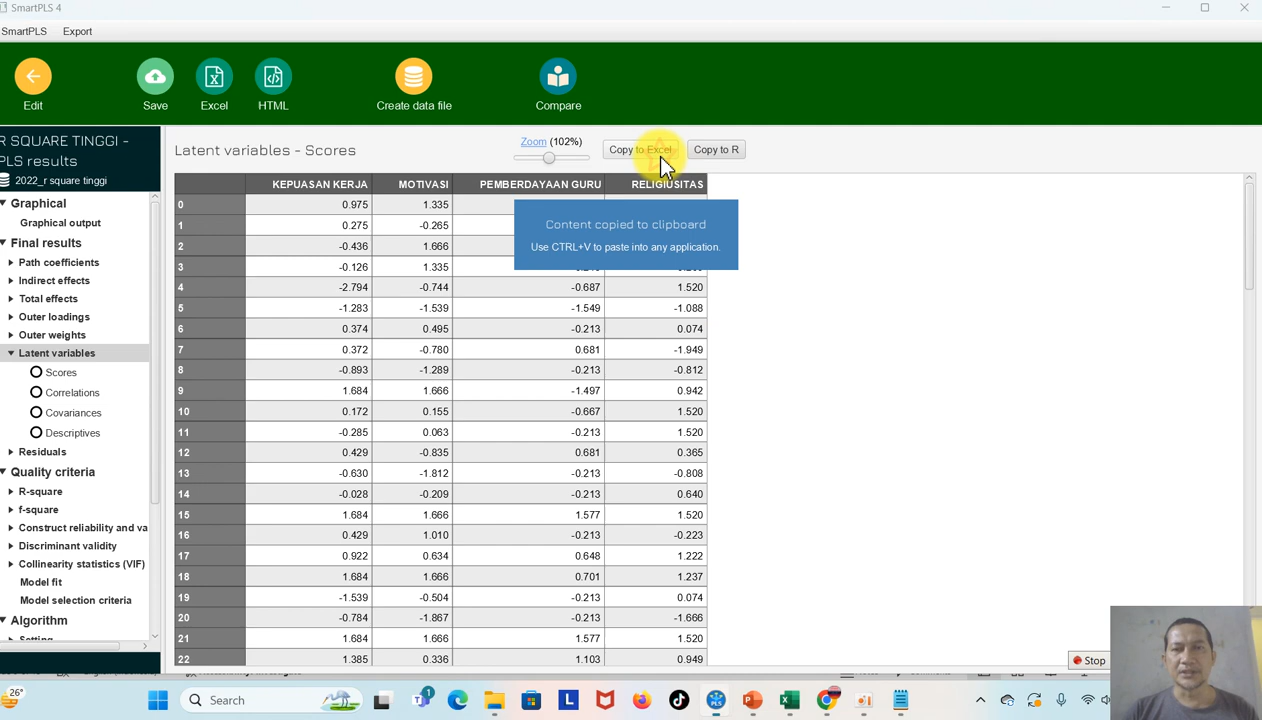 SmartPLS 4
SmartPLS Export
Edit Save Excel HTML Create data file Compare
R SQUARE TINGGI -
PLS results
2022_r square tinggi
Graphical
Graphical output
Final results
Path coefficients
Indirect effects
Total effects
Outer loadings
Outer weights
Latent variables
Scores
Correlations
Covariances
Descriptives
Residuals
Quality criteria
R-square
f-square
Construct reliability and va
Discriminant validity
Collinearity statistics (VIF)
Model fit
Model selection criteria
Algorithm
Setting
Latent variables - Scores
Zoom (102%)
Copy to Excel Copy to R
KEPUASAN KERJA MOTIVASI PEMBERDAYAAN GURU RELIGIUSITAS
0 0.975 1.335
1 0.275 -0.265
2 -0.436 1.666
3 -0.126 1.335
4 -2.794 -0.744 -0.687 1.520
5 -1.283 -1.539 -1.549 -1.088
6 0.374 0.495 -0.213 0.074
7 0.372 -0.780 0.681 -1.949
8 -0.893 -1.289 -0.213 -0.812
9 1.684 1.666 -1.497 0.942
10 0.172 0.155 -0.667 1.520
11 -0.285 0.063 -0.213 1.520
12 0.429 -0.835 0.681 0.365
13 -0.630 -1.812 -0.213 -0.808
14 -0.028 -0.209 -0.213 0.640
15 1.684 1.666 1.577 1.520
16 0.429 1.010 -0.213 -0.223
17 0.922 0.634 0.648 1.222
18 1.684 1.666 0.701 1.237
19 -1.539 -0.504 -0.213 0.074
20 -0.784 -1.867 -0.213 -1.666
21 1.684 1.666 1.577 1.520
22 1.385 0.336 1.103 0.949
Content copied to clipboard
Use CTRL+V to paste into any application.
Stop
26°
Search
1